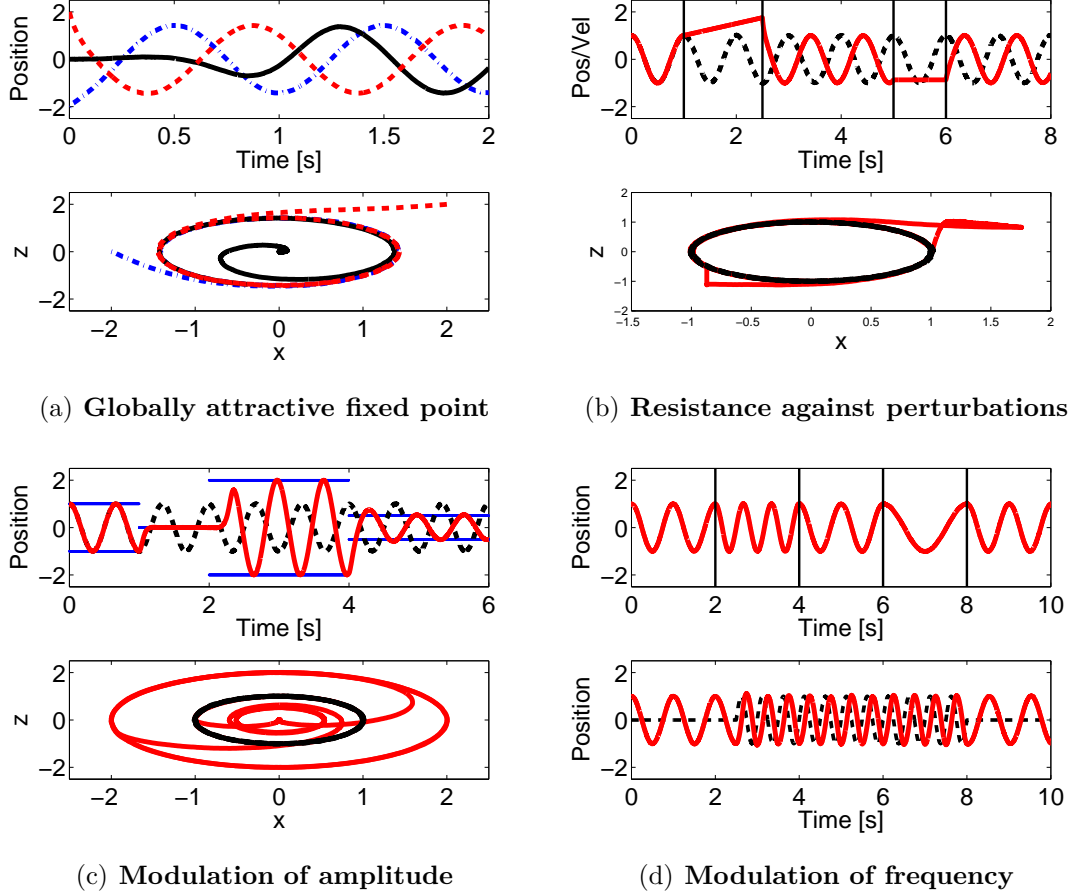 2
0
−2
Position
0 0.5 1 1.5 2
Time [s]
2
0
−2
z
−2 −1 0 1 2
x
(a) Globally attractive fixed point
2
0
−2
Pos/Vel
0 2 4 6 8
Time [s]
2
1
0
−1
−2
z
−1.5 −1 −0.5 0 0.5 1 1.5 2
x
(b) Resistance against perturbations
2
0
−2
Position
0 2 4 6
Time [s]
2
0
−2
z
−2 −1 0 1 2
x
(c) Modulation of amplitude
2
0
−2
Position
0 2 4 6 8 10
Time [s]
2
0
−2
Position
0 2 4 6 8 10
Time [s]
(d) Modulation of frequency